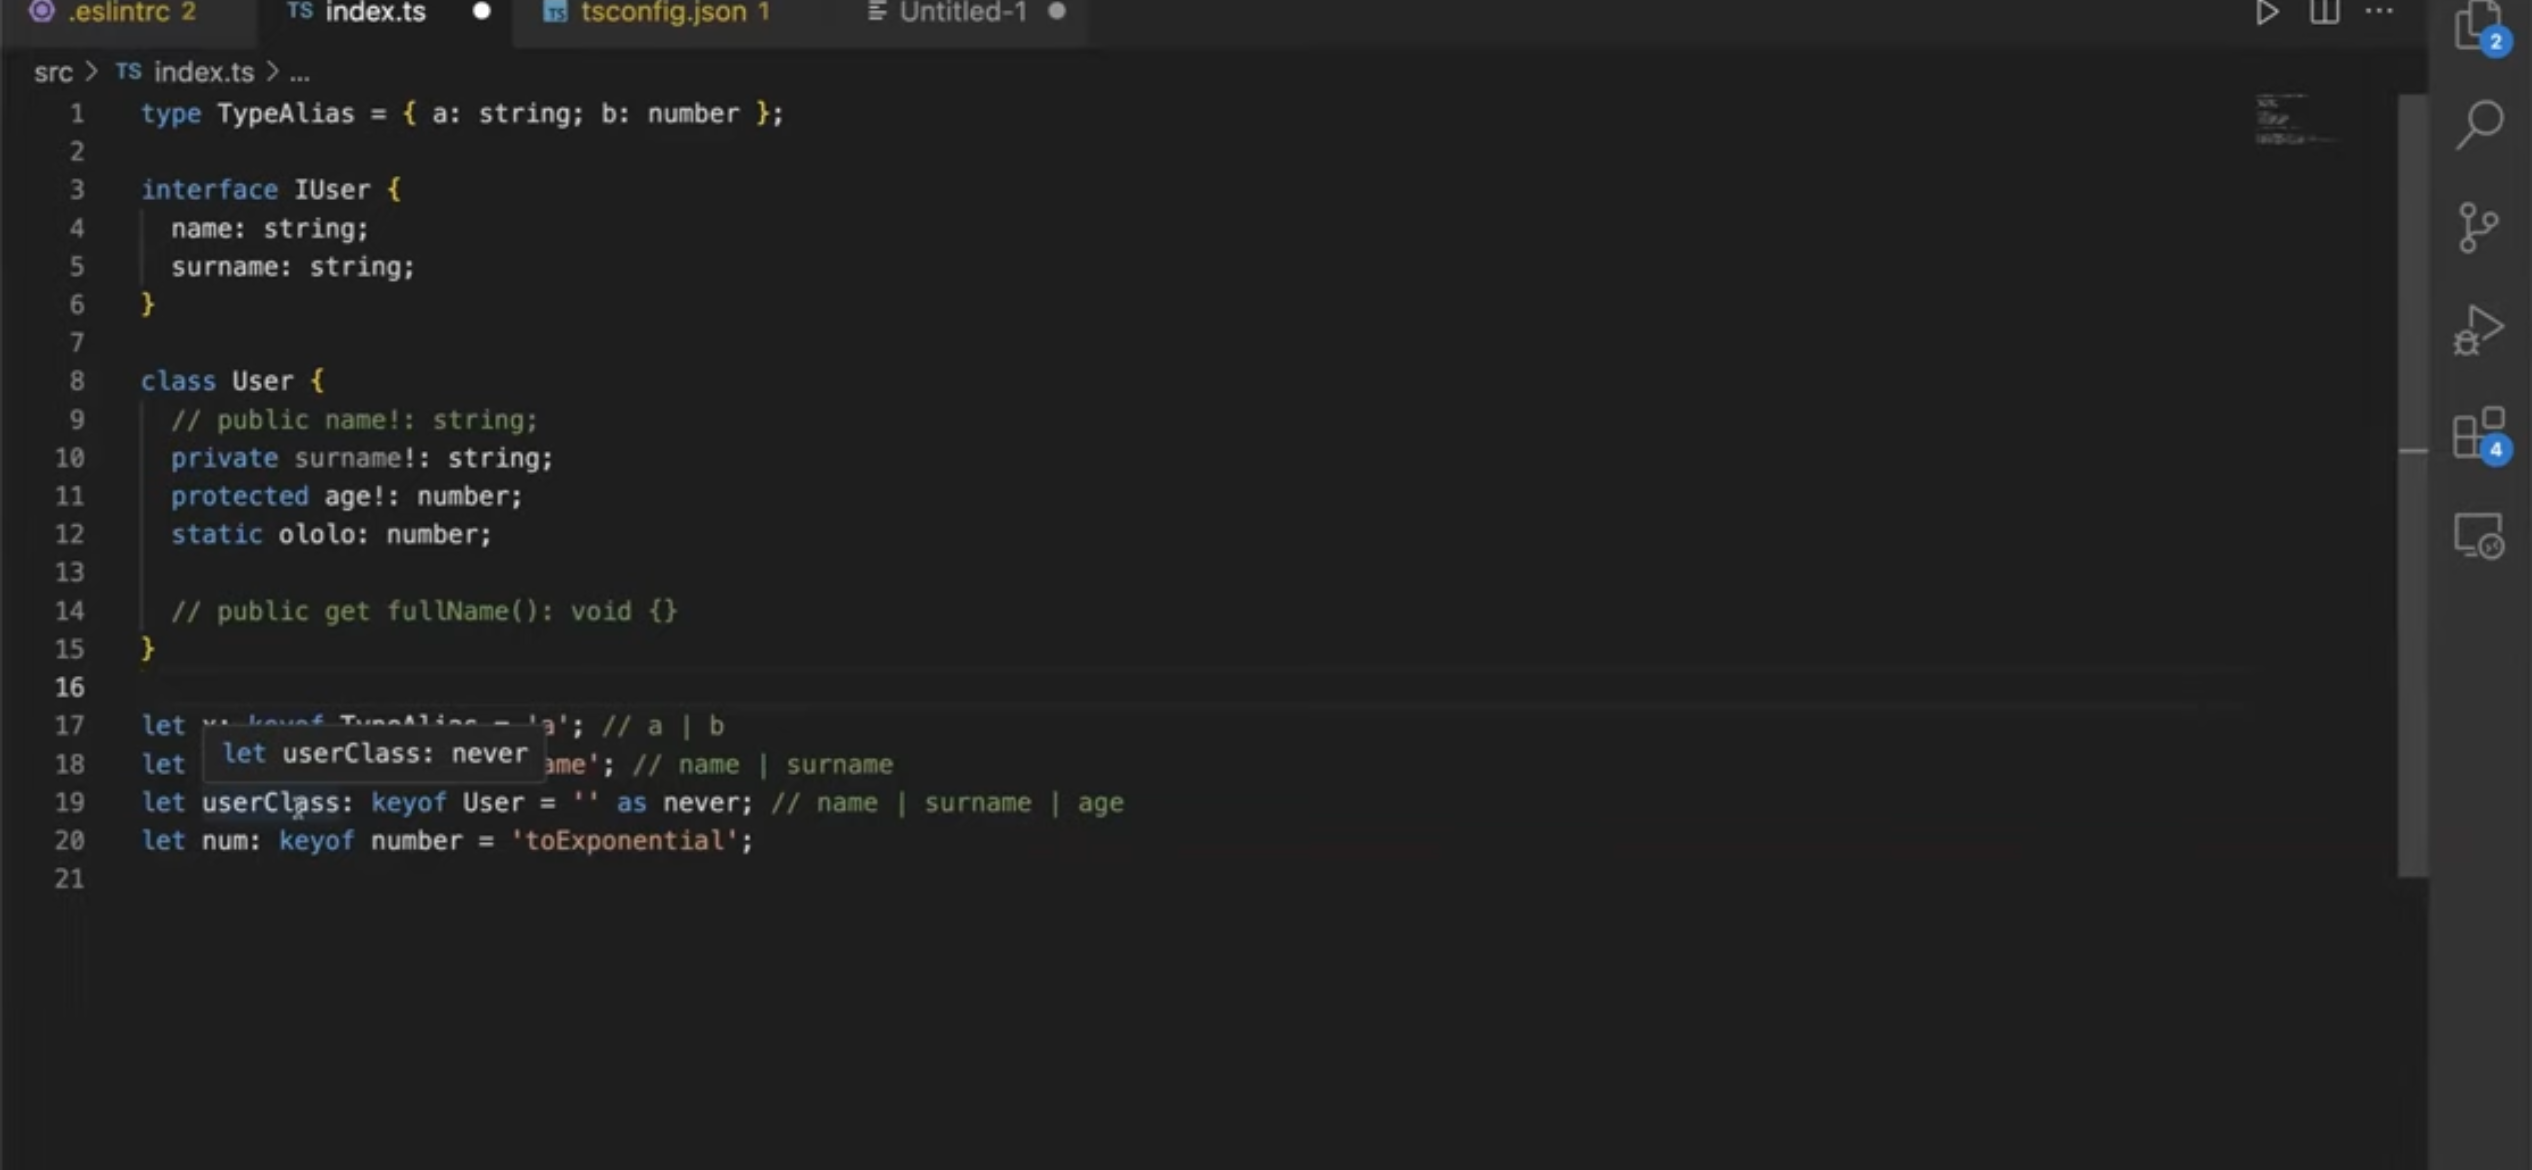 .eslintrc 2 TS index.ts TS tsconfig.json 1 Untitled-1
2
src > TS index.ts > ...
1 type TypeAlias = { a: string; b: number };
2
3 interface IUser {
4 name: string;
5 surname: string;
6 }
7
8 class User {
9 // public name!: string;
10 private surname!: string;
11 protected age!: number;
12 static ololo: number;
4
13
14 // public get fullName(): void {}
15 }
16
17 let x: keyof TypeAlias = 'a'; // a | b
let userClass: never
18 let ame'; // name | surname
19 let userClass: keyof User = '' as never; // name | surname | age
20 let num: keyof number = 'toExponential';
21